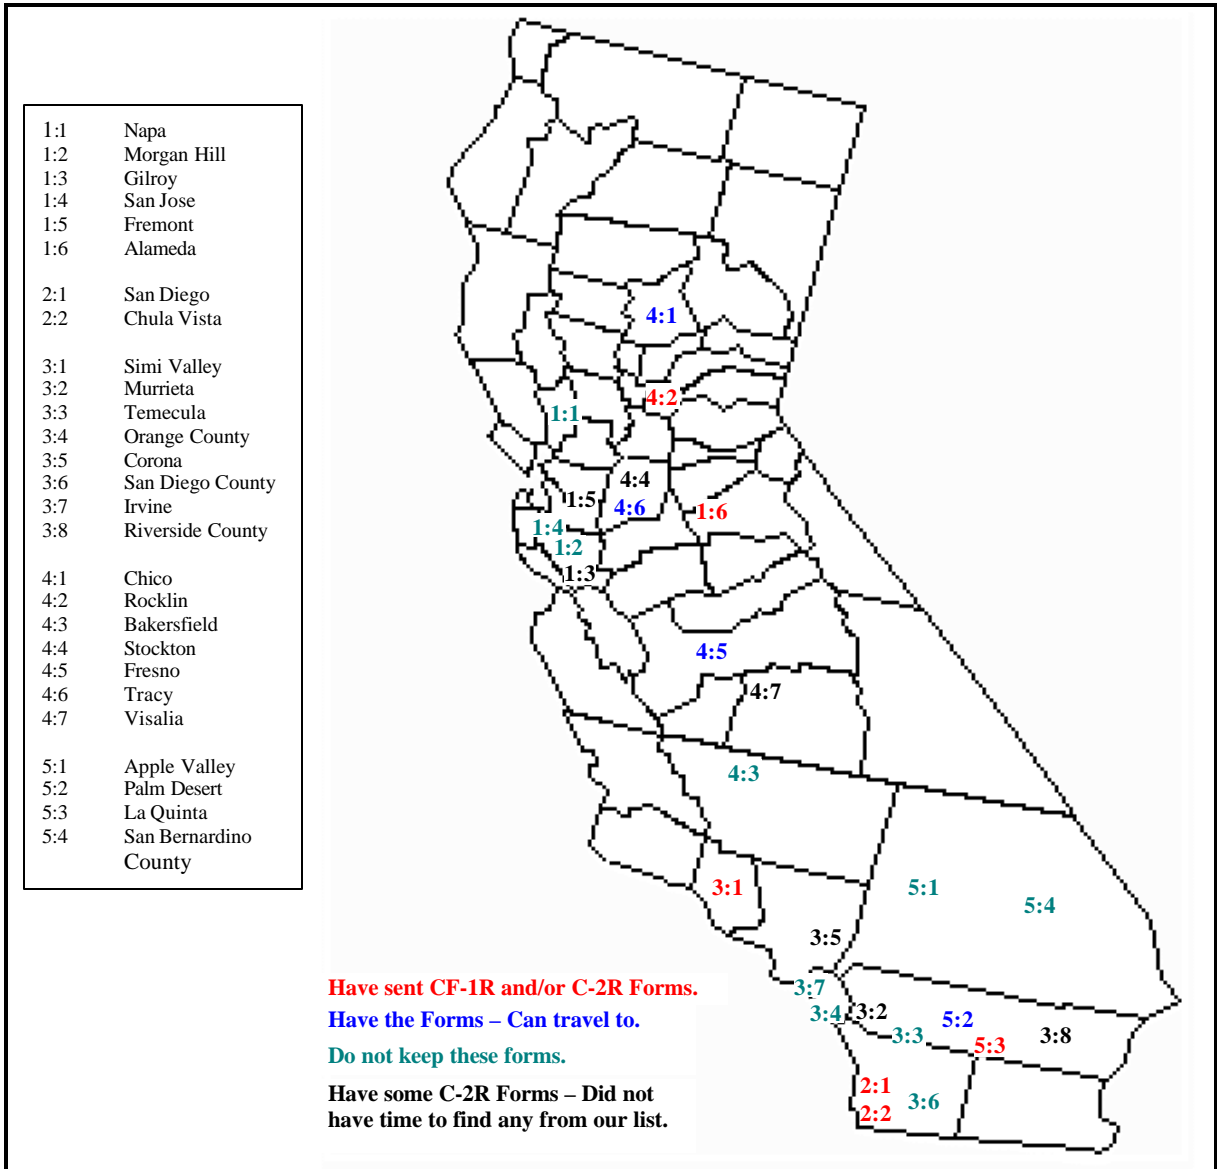 1:1 Napa
1:2 Morgan Hill
1:3 Gilroy
1:4 San Jose
1:5 Fremont
1:6 Alameda
2:1 San Diego
2:2 Chula Vista
3:1 Simi Valley
3:2 Murrieta
3:3 Temecula
3:4 Orange County
3:5 Corona
3:6 San Diego County
3:7 Irvine
3:8 Riverside County
4:1 Chico
4:2 Rocklin
4:3 Bakersfield
4:4 Stockton
4:5 Fresno
4:6 Tracy
4:7 Visalia
5:1 Apple Valley
5:2 Palm Desert
5:3 La Quinta
5:4 San Bernardino
County
4:1
4:2
1:1
4:4
1:5
4:6
1:6
1:4
1:2
1:3
4:5
4:7
4:3
3:1
5:1
5:4
3:5
3:7
3:2
3:4
5:2
3:3
3:8
5:3
2:1
3:6
2:2
Have sent CF-1R and/or C-2R Forms.
Have the Forms – Can travel to.
Do not keep these forms.
Have some C-2R Forms – Did not
have time to find any from our list.